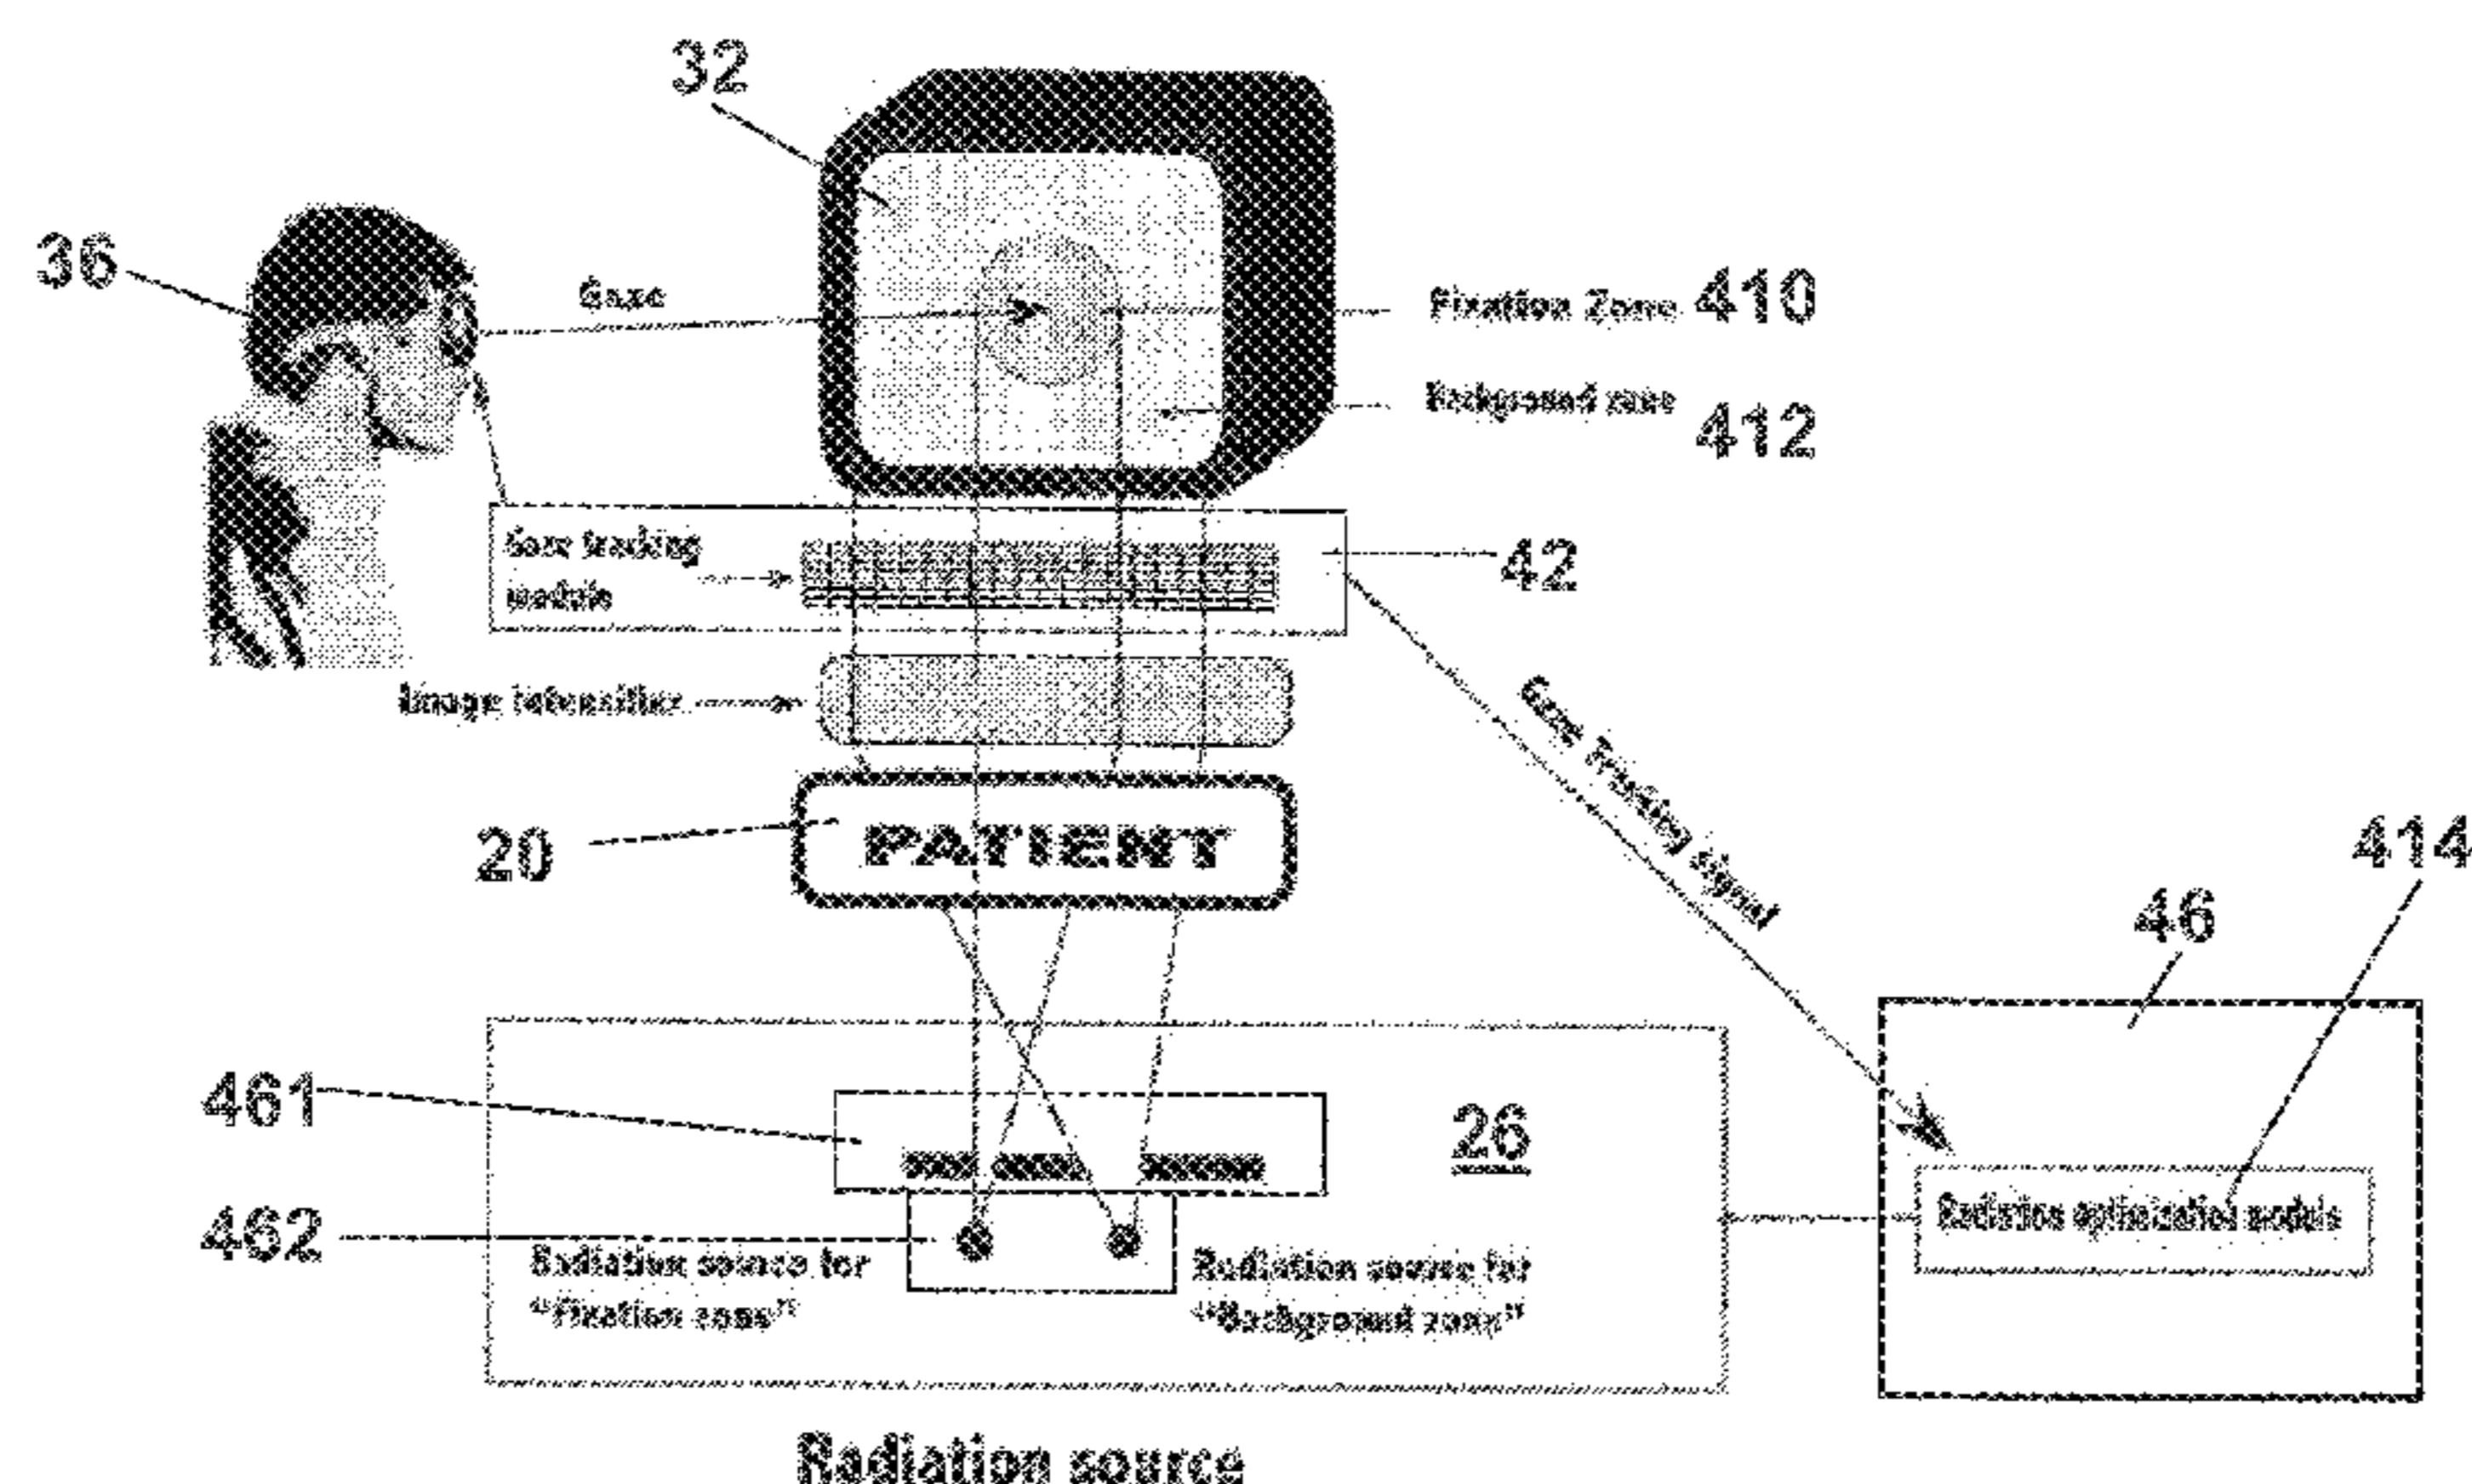 32
36
Gaze
Fixation Zone 410
Background zone
412
Gaze tracking
module
42
Image intensifier
Gaze Tracking signal
20
PATIENT
414
46
461
26
462
Radiation optimization module
Radiation source for
"Fixation zone"
Radiation source for
"Background zone"
Radiation source